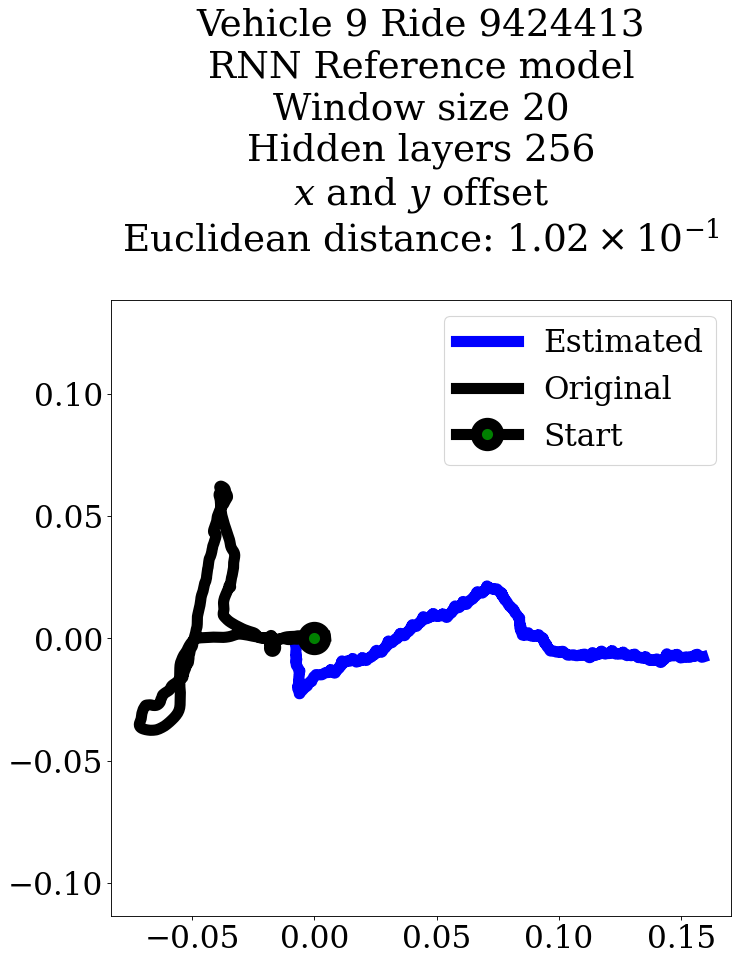 Vehicle 9 Ride 9424413
RNN Reference model
Window size 20
Hidden layers 256
x and y offset
Euclidean distance: 1.02 × 10⁻¹
Estimated
Original
Start
0.10
0.05
0.00
−0.05
−0.10
−0.05 0.00 0.05 0.10 0.15